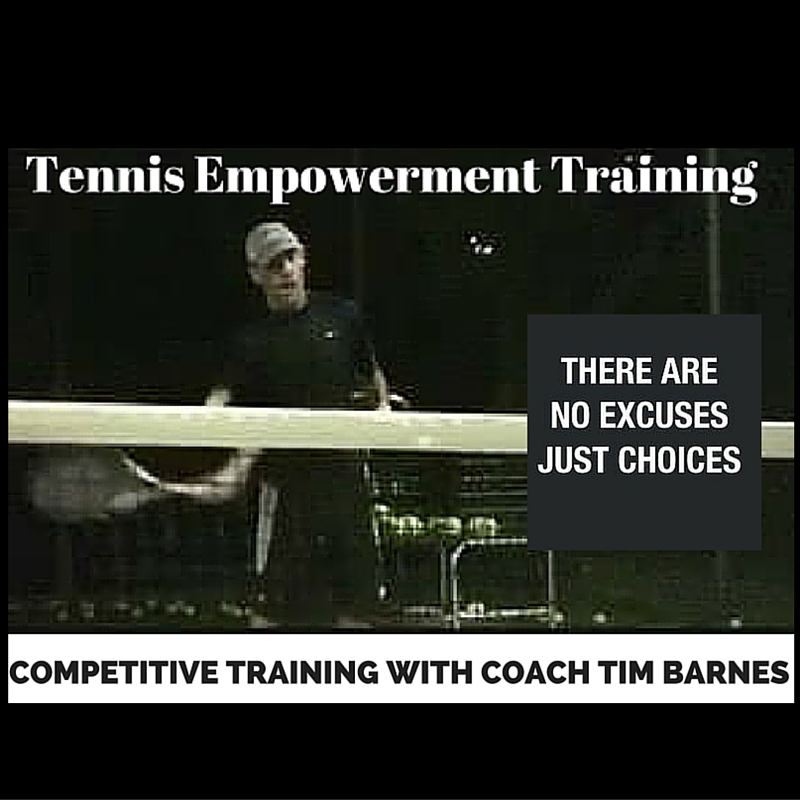 Tennis Empowerment Training
THERE ARE
NO EXCUSES
JUST CHOICES
COMPETITIVE TRAINING WITH COACH TIM BARNES